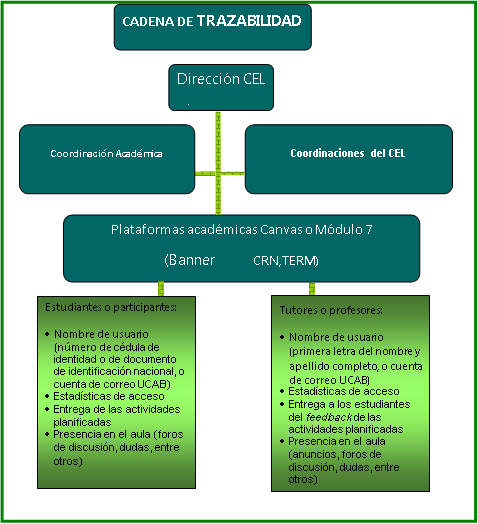 CADENA DE TRAZABILIDAD
Dirección CEL
.
Coordinación Académica
Coordinaciones del CEL
Plataformas académicas Canvas o Módulo 7
(Banner CRN,TERM)
Estudiantes o participantes:
• Nombre de usuario
(número de cédula de
identidad o de documento
de identificación nacional, o
cuenta de correo UCAB)
• Estadísticas de acceso
• Entrega de las actividades
planificadas
• Presencia en el aula (foros
de discusión, dudas, entre
otros)
Tutores o profesores:
• Nombre de usuario
(primera letra del nombre y
apellido completo, o cuenta
de correo UCAB)
• Estadísticas de acceso
• Entrega a los estudiantes
del feedback de las
actividades planificadas
• Presencia en el aula
(anuncios, foros de
discusión, dudas, entre
otros)